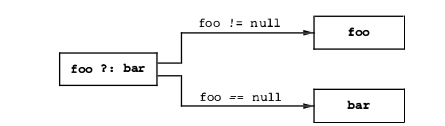 foo != null
foo
foo ?: bar
foo == null
bar